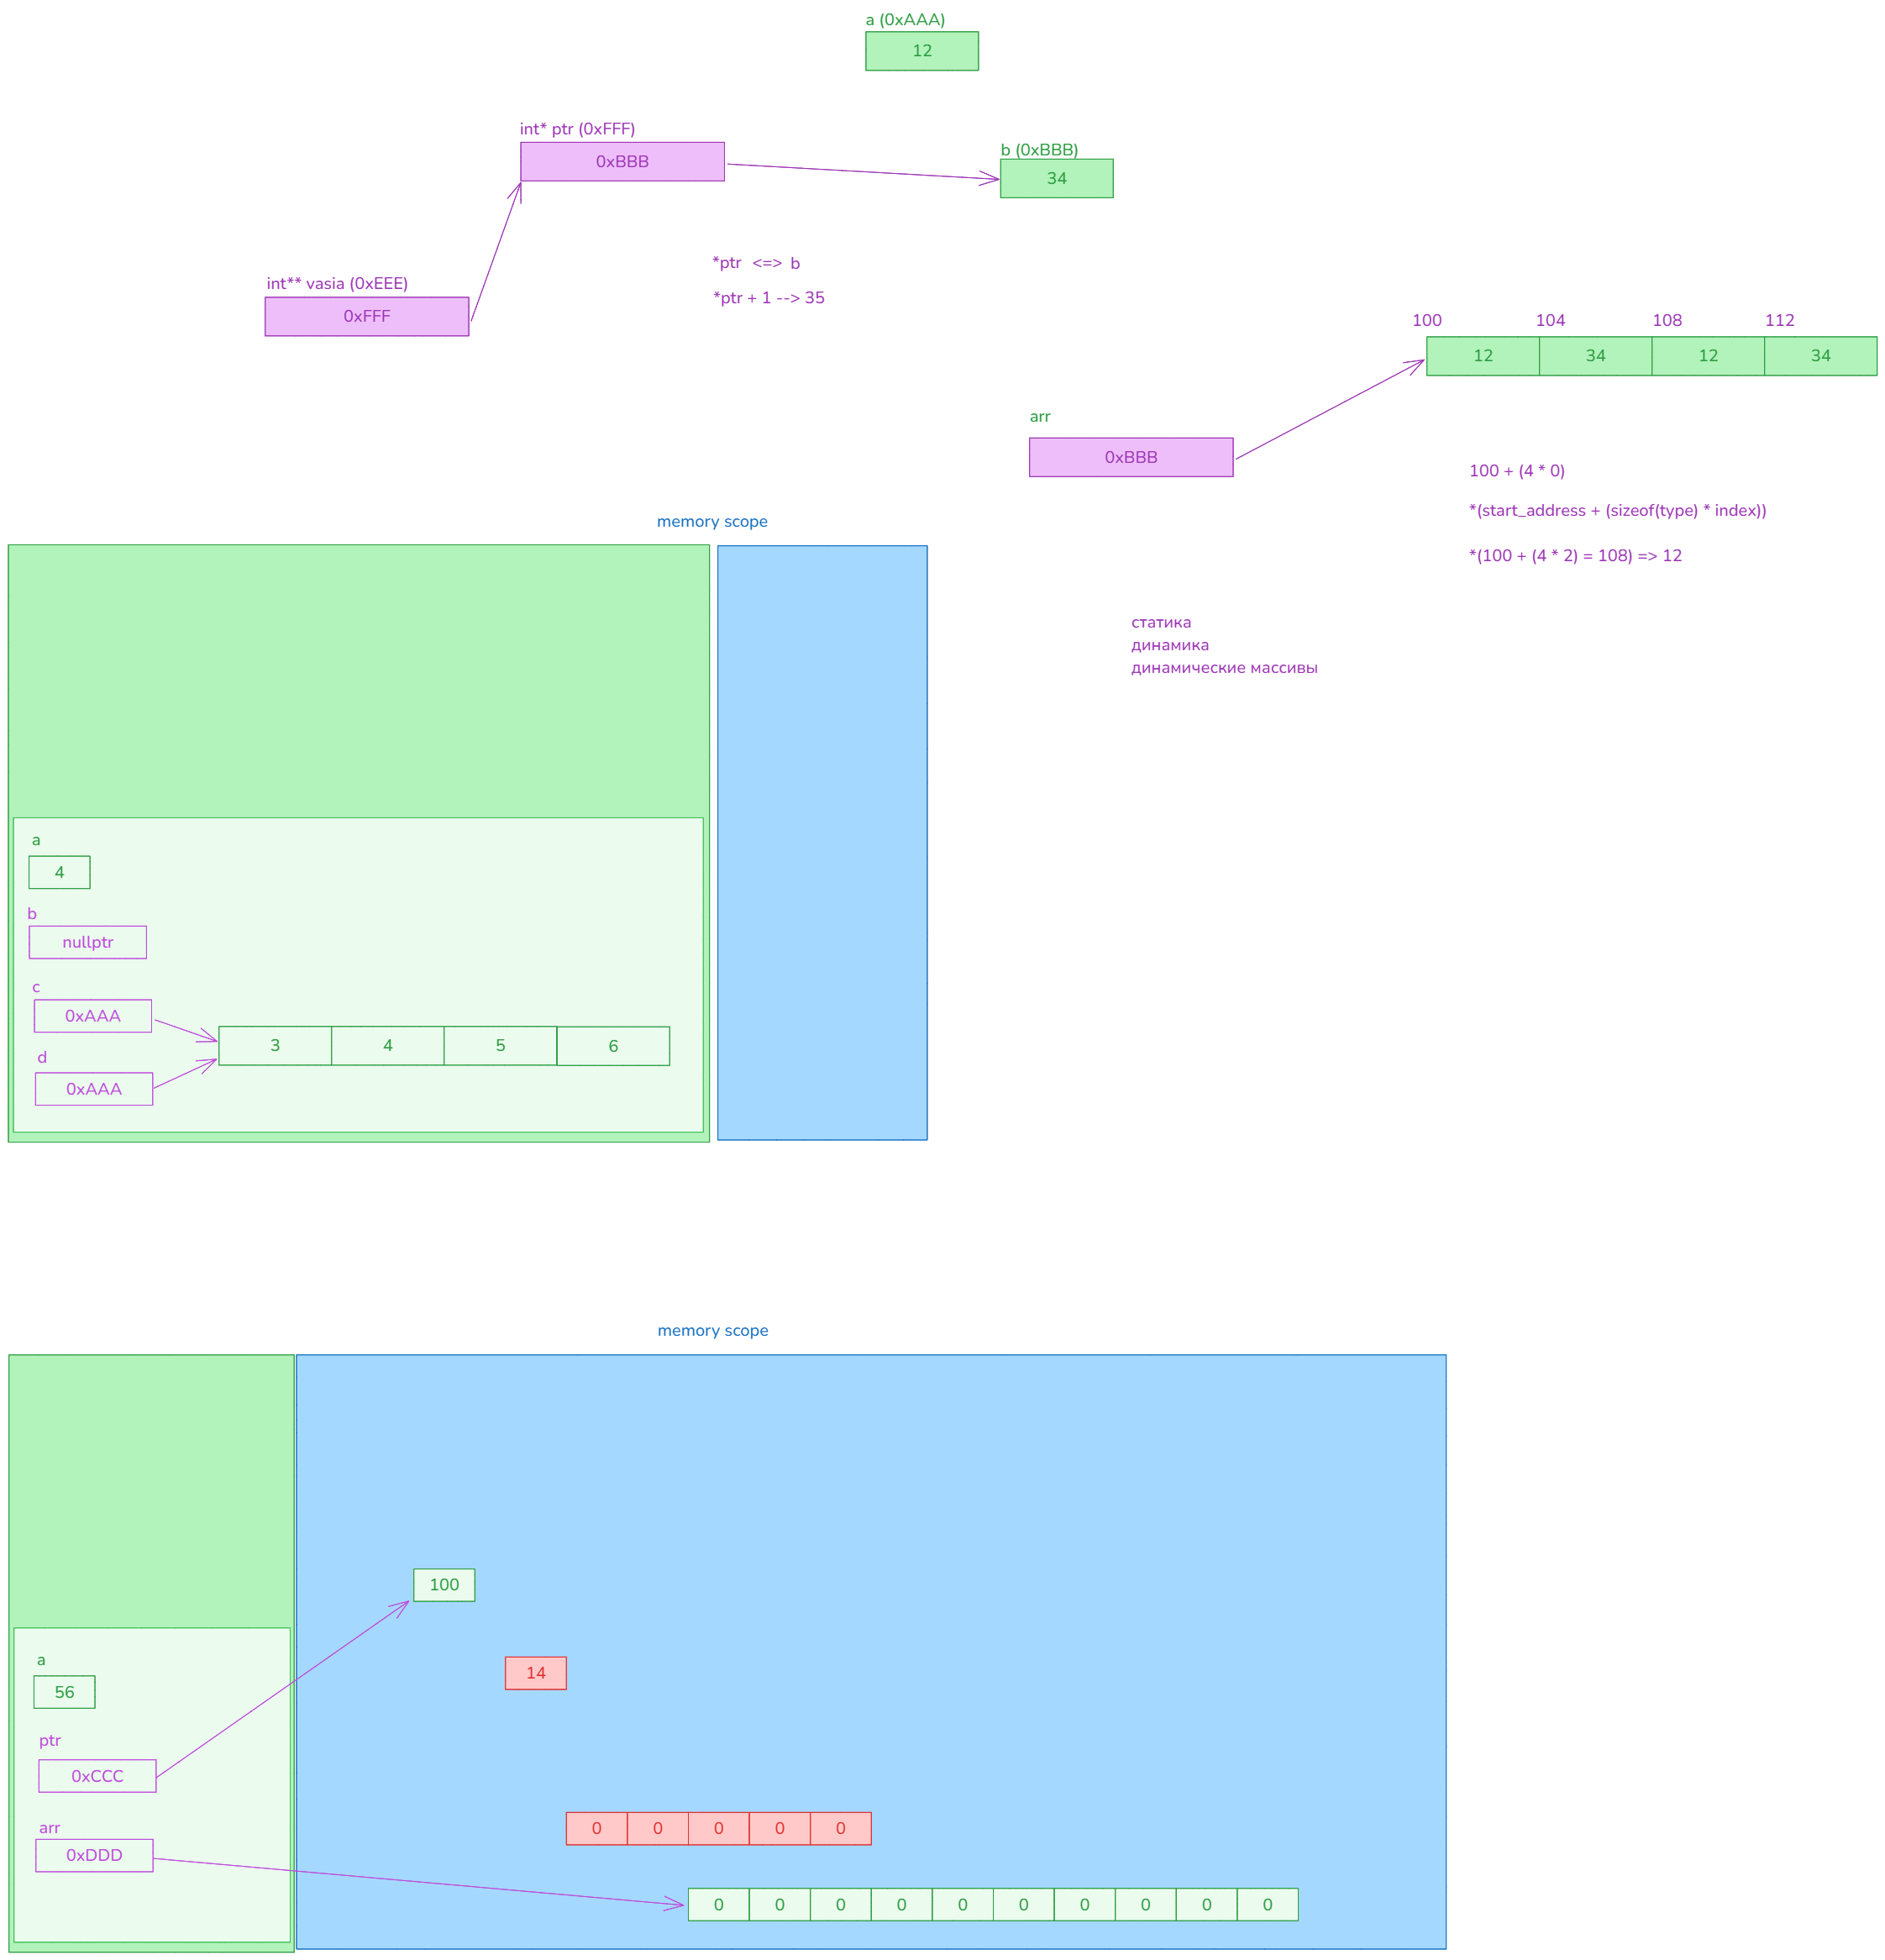 a (0xAAA)
12
int* ptr (0xFFF)
0xBBB
b (0xBBB)
34
*ptr <=> b
*ptr + 1 --> 35
int** vasia (0xEEE)
0xFFF
100 104 108 112
12 34 12 34
arr
0xBBB
100 + (4 * 0)
*(start_address + (sizeof(type) * index))
*(100 + (4 * 2) = 108) => 12
memory scope
статика
динамика
динамические массивы
a
4
b
nullptr
c
0xAAA
3 4 5 6
d
0xAAA
memory scope
100
14
a
56
ptr
0xCCC
0 0 0 0 0
arr
0xDDD
0 0 0 0 0 0 0 0 0 0